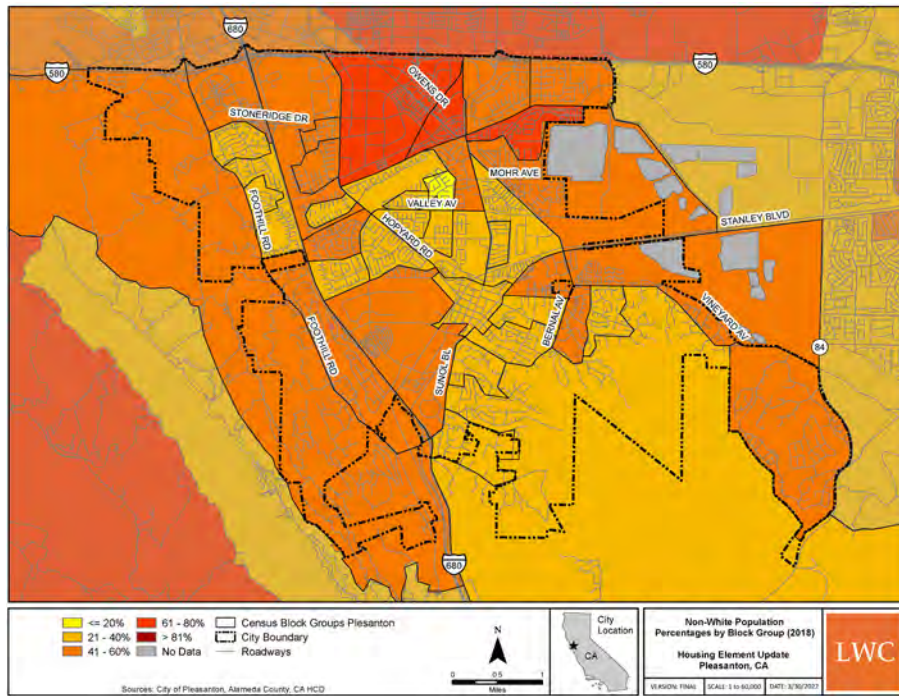 680
580
580
OWENS DR
STONERIDGE DR
MOHR AVE
VALLEY AV
STANLEY BLVD
HOPYARD RD
FOOTHILL RD
FOOTHILL RD
BERNAL AV
VINEYARD AV
SUNOL BL
84
680
<= 20%
21 - 40%
41 - 60%
61 - 80%
> 81%
No Data
Census Block Groups Plesanton
City Boundary
Roadways
N
0 0.5 1
Miles
City
Location
CA
Non-White Population
Percentages by Block Group (2018)
Housing Element Update
Pleasanton, CA
LWC
Sources: City of Pleasanton, Alameda County, CA HCD
VERSION: FINAL
SCALE: 1 to 60,000
DATE: 3/30/2022